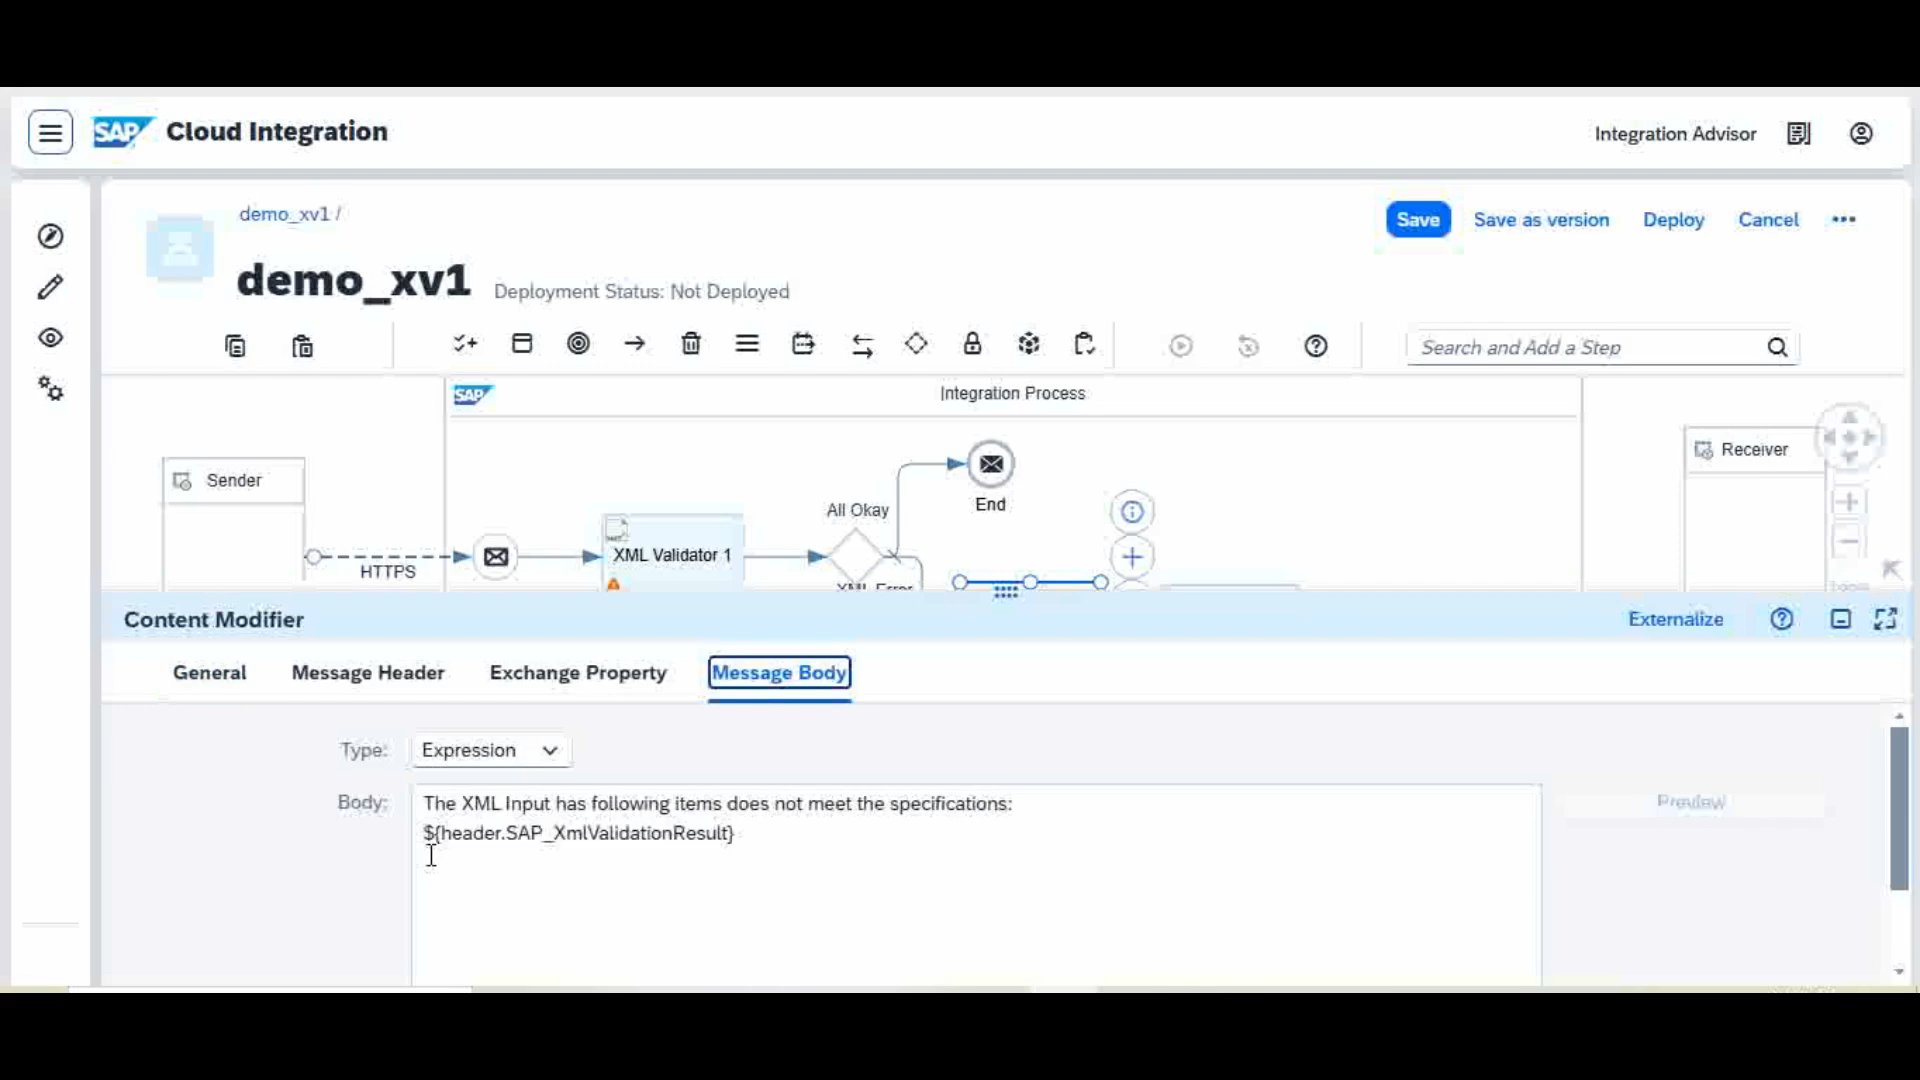 SAP Cloud Integration
Integration Advisor
demo_xv1 /
Save
Save as version
Deploy
Cancel
demo_xv1
Deployment Status: Not Deployed
Search and Add a Step
SAP
Integration Process
Sender
Receiver
End
All Okay
XML Validator 1
HTTPS
XML Error
Content Modifier
Externalize
General
Message Header
Exchange Property
Message Body
Type:
Expression
Body:
The XML Input has following items does not meet the specifications:
${header.SAP_XmlValidationResult}
Preview